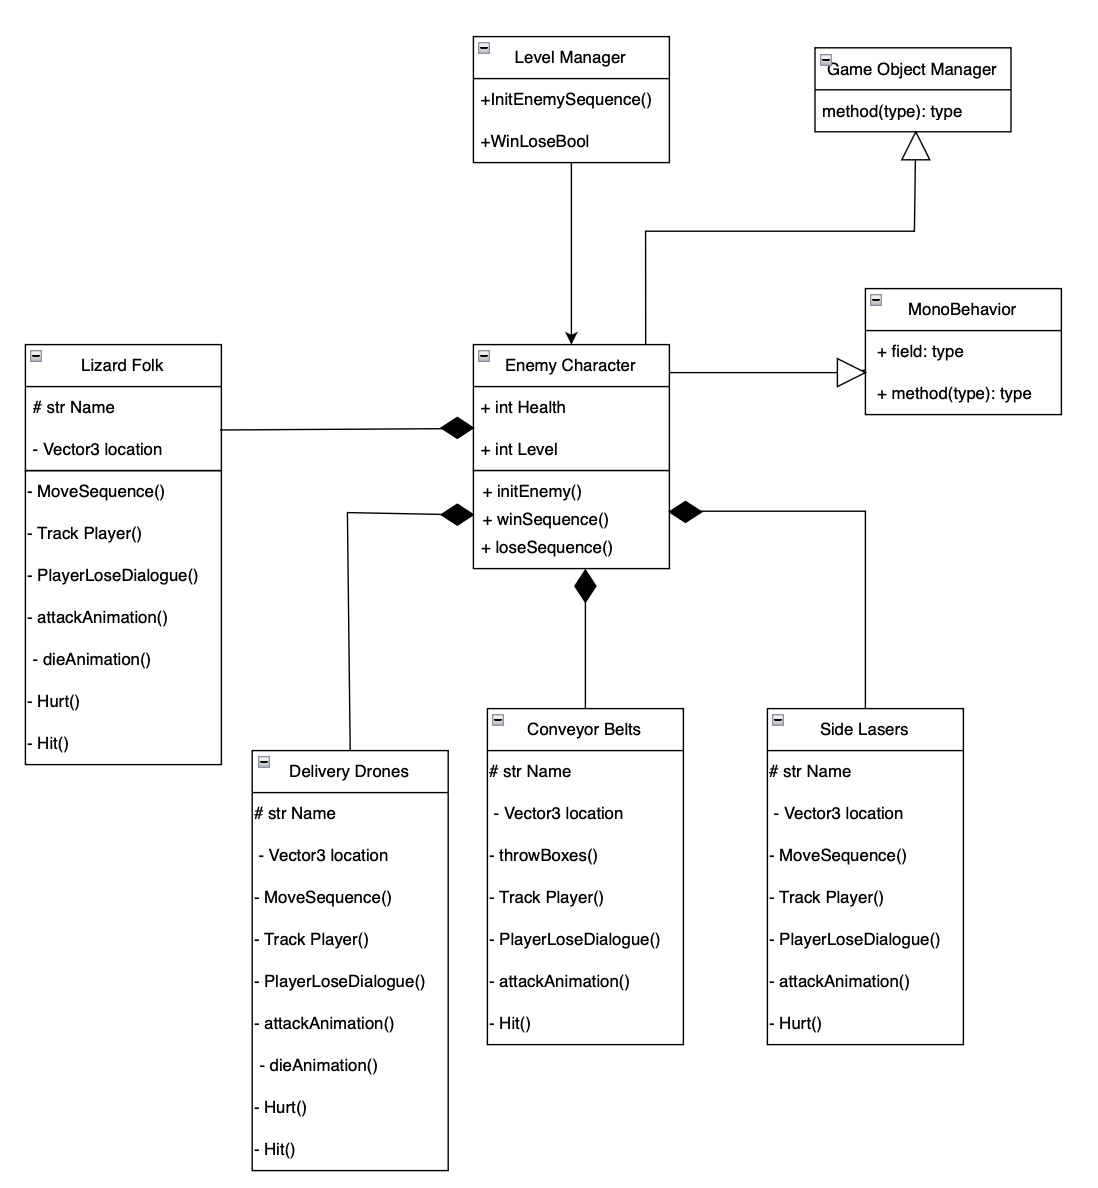 Level Manager
+InitEnemySequence()
+WinLoseBool
Game Object Manager
method(type): type
MonoBehavior
+ field: type
+ method(type): type
Lizard Folk
# str Name
- Vector3 location
- MoveSequence()
- Track Player()
- PlayerLoseDialogue()
- attackAnimation()
- dieAnimation()
- Hurt()
- Hit()
Enemy Character
+ int Health
+ int Level
+ initEnemy()
+ winSequence()
+ loseSequence()
Delivery Drones
# str Name
- Vector3 location
- MoveSequence()
- Track Player()
- PlayerLoseDialogue()
- attackAnimation()
- dieAnimation()
- Hurt()
- Hit()
Conveyor Belts
# str Name
- Vector3 location
- throwBoxes()
- Track Player()
- PlayerLoseDialogue()
- attackAnimation()
- Hit()
Side Lasers
# str Name
- Vector3 location
- MoveSequence()
- Track Player()
- PlayerLoseDialogue()
- attackAnimation()
- Hurt()